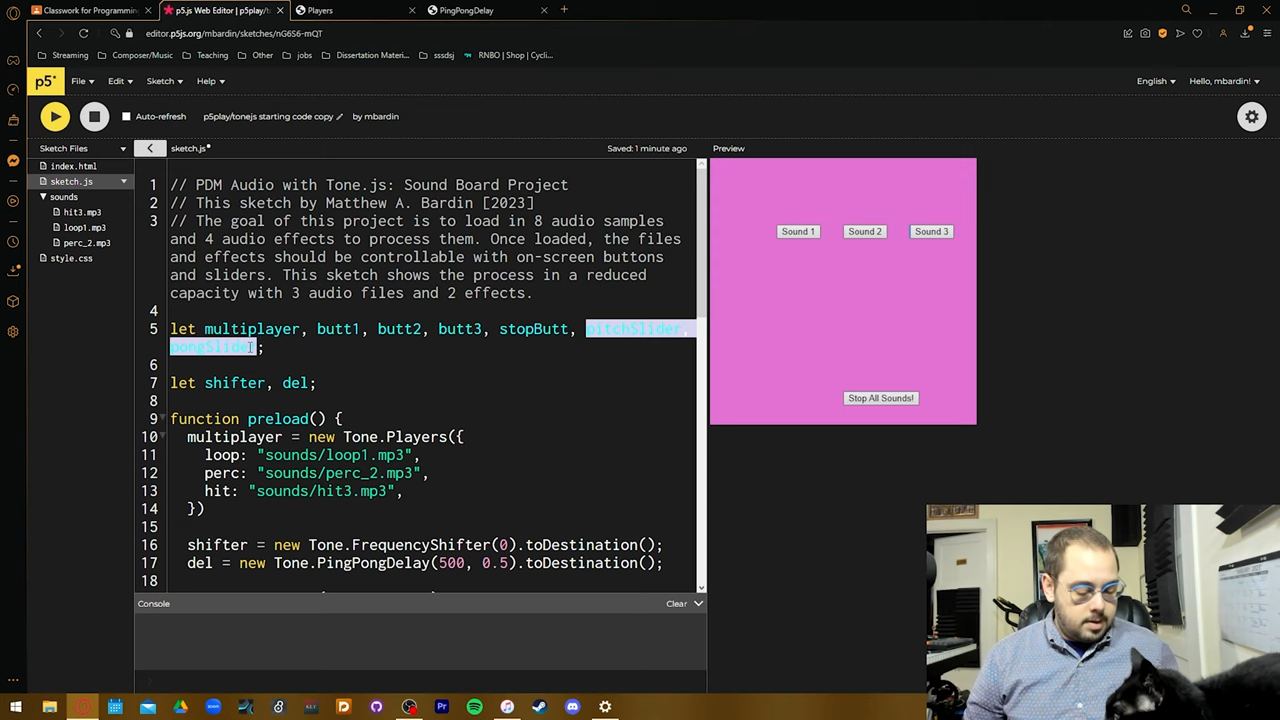 Classwork for Programmin
p5.js Web Editor | p5play/to
Players
PingPongDelay
editor.p5js.org/mbardin/sketches/nG6S6-mQT
Streaming
Composer/Music
Teaching
Other
jobs
Dissertation Materi...
sssdsj
RNBO | Shop | Cycli...
p5*
File
Edit
Sketch
Help
English
Hello, mbardin!
Auto-refresh
p5play/tonejs starting code copy
by mbardin
Sketch Files
sketch.js
Saved: 1 minute ago
Preview
index.html
sketch.js
sounds
hit3.mp3
loop1.mp3
perc_2.mp3
style.css
1 // PDM Audio with Tone.js: Sound Board Project
2 // This sketch by Matthew A. Bardin [2023]
3 // The goal of this project is to load in 8 audio samples
and 4 audio effects to process them. Once loaded, the files
and effects should be controllable with on-screen buttons
and sliders. This sketch shows the process in a reduced
capacity with 3 audio files and 2 effects.
4
5 let multiplayer, butt1, butt2, butt3, stopButt, pitchSlider,
pongSlider;
6
7 let shifter, del;
8
9 function preload() {
10 multiplayer = new Tone.Players({
11 loop: "sounds/loop1.mp3",
12 perc: "sounds/perc_2.mp3",
13 hit: "sounds/hit3.mp3",
14 })
15
16 shifter = new Tone.FrequencyShifter(0).toDestination();
17 del = new Tone.PingPongDelay(500, 0.5).toDestination();
18
Sound 1
Sound 2
Sound 3
Stop All Sounds!
Console
Clear